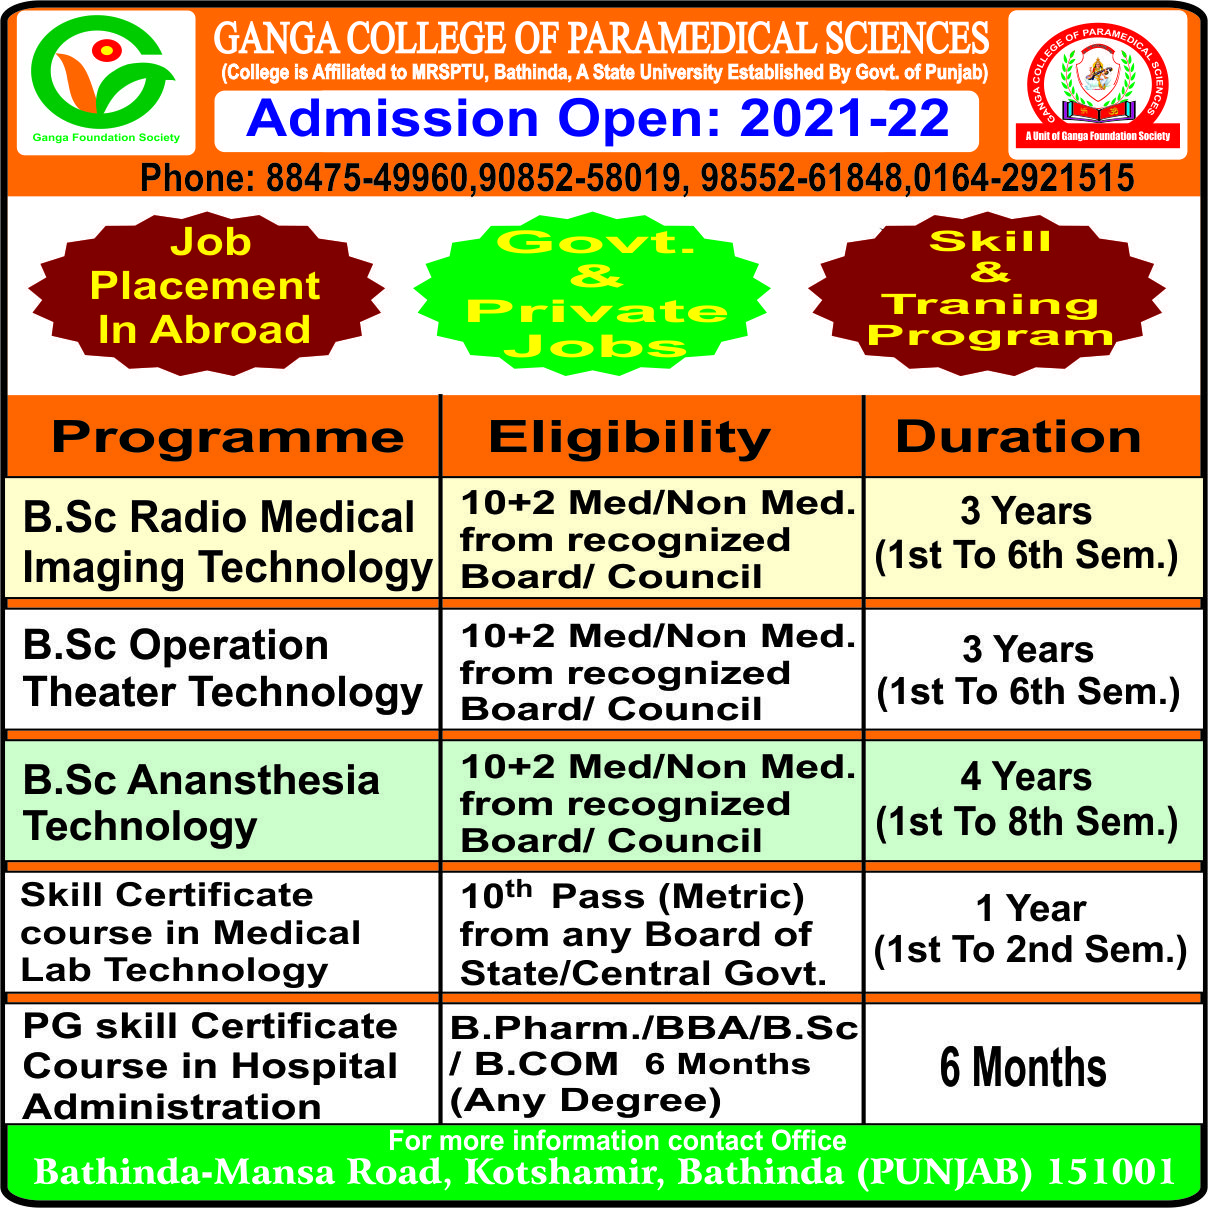 GANGA COLLEGE OF PARAMEDICAL SCIENCES
(College is Affiliated to MRSPTU, Bathinda, A State University Established By Govt. of Punjab)
Ganga Foundation Society
Admission Open: 2021-22
GANGA COLLEGE OF PARAMEDICAL SCIENCES
A Unit of Ganga Foundation Society
Phone: 88475-49960,90852-58019, 98552-61848,0164-2921515
Job
Placement
In Abroad
Govt.
&
Private
Jobs
Skill
&
Traning
Program
Programme
Eligibility
Duration
B.Sc Radio Medical
Imaging Technology
10+2 Med/Non Med.
from recognized
Board/ Council
3 Years
(1st To 6th Sem.)
B.Sc Operation
Theater Technology
10+2 Med/Non Med.
from recognized
Board/ Council
3 Years
(1st To 6th Sem.)
B.Sc Anansthesia
Technology
10+2 Med/Non Med.
from recognized
Board/ Council
4 Years
(1st To 8th Sem.)
Skill Certificate
course in Medical
Lab Technology
10th Pass (Metric)
from any Board of
State/Central Govt.
1 Year
(1st To 2nd Sem.)
PG skill Certificate
Course in Hospital
Administration
B.Pharm./BBA/B.Sc
/ B.COM 6 Months
(Any Degree)
6 Months
For more information contact Office
Bathinda-Mansa Road, Kotshamir, Bathinda (PUNJAB) 151001